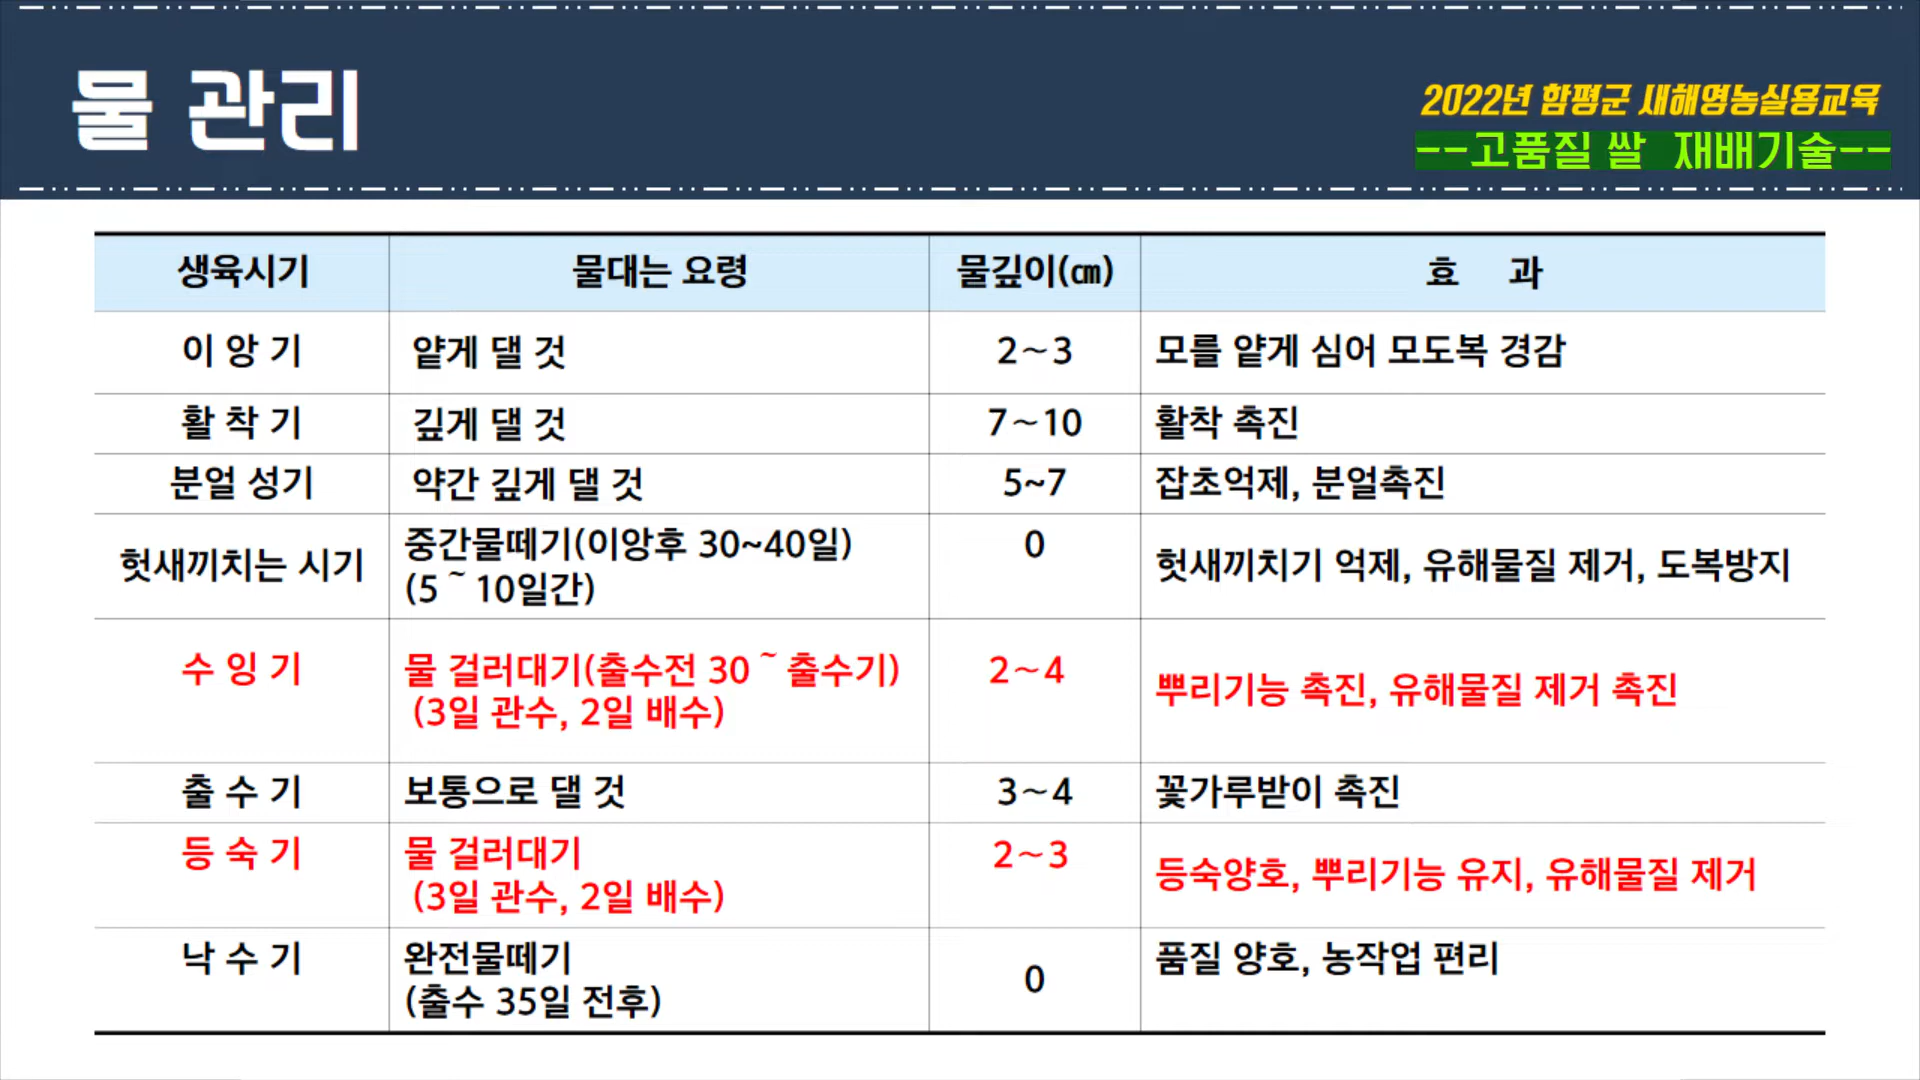 물 관리
2022년 함평군 새해영농실용교육
--고품질 쌀 재배기술--
생육시기 물대는 요령 물깊이(㎝) 효 과
이 앙 기 얕게 댈 것 2～3 모를 얕게 심어 모도복 경감
활 착 기 깊게 댈 것 7～10 활착 촉진
분얼 성기 약간 깊게 댈 것 5~7 잡초억제, 분얼촉진
헛새끼치는 시기 중간물떼기(이앙후 30~40일) 0 헛새끼치기 억제, 유해물질 제거, 도복방지
(5 ~ 10일간)
수 잉 기 물 걸러대기(출수전 30 ~ 출수기) 2～4 뿌리기능 촉진, 유해물질 제거 촉진
(3일 관수, 2일 배수)
출 수 기 보통으로 댈 것 3～4 꽃가루받이 촉진
등 숙 기 물 걸러대기 2～3 등숙양호, 뿌리기능 유지, 유해물질 제거
(3일 관수, 2일 배수)
낙 수 기 완전물떼기 0 품질 양호, 농작업 편리
(출수 35일 전후)